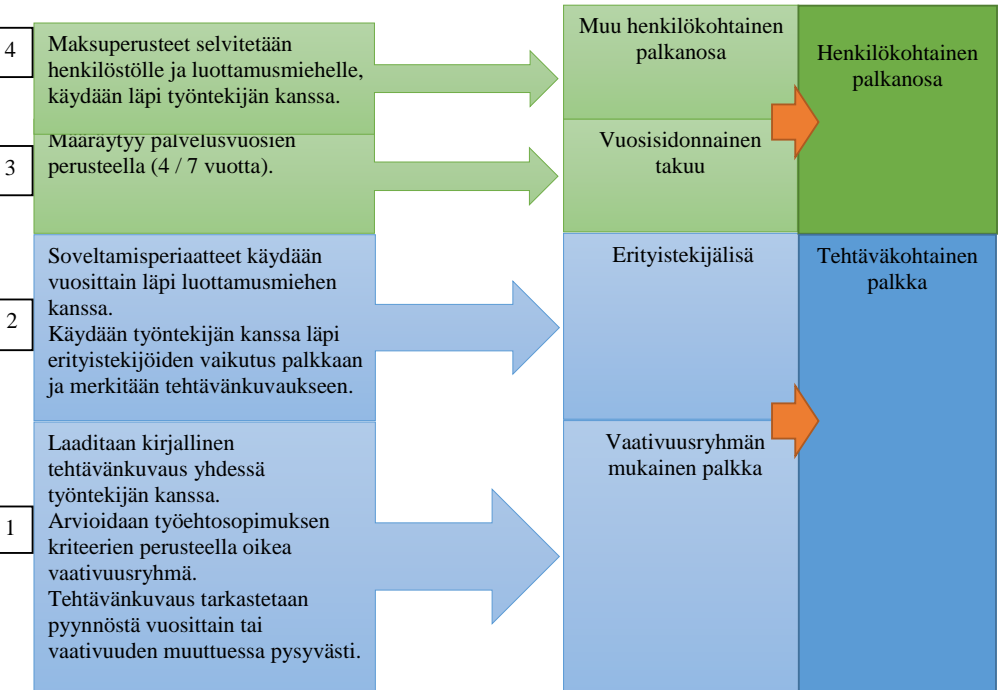 4
Maksuperusteet selvitetään
henkilöstölle ja luottamusmiehelle,
käydään läpi työntekijän kanssa.
Muu henkilökohtainen
palkanosa
Henkilökohtainen
palkanosa
3
Määräytyy palvelusvuosien
perusteella (4 / 7 vuotta).
Vuosisidonnainen
takuu
2
Soveltamisperiaatteet käydään
vuosittain läpi luottamusmiehen
kanssa.
Käydään työntekijän kanssa läpi
erityistekijöiden vaikutus palkkaan
ja merkitään tehtävänkuvaukseen.
Erityistekijälisä
Tehtäväkohtainen
palkka
1
Laaditaan kirjallinen
tehtävänkuvaus yhdessä
työntekijän kanssa.
Arvioidaan työehtosopimuksen
kriteerien perusteella oikea
vaativuusryhmä.
Tehtävänkuvaus tarkastetaan
pyynnöstä vuosittain tai
vaativuuden muuttuessa pysyvästi.
Vaativuusryhmän
mukainen palkka